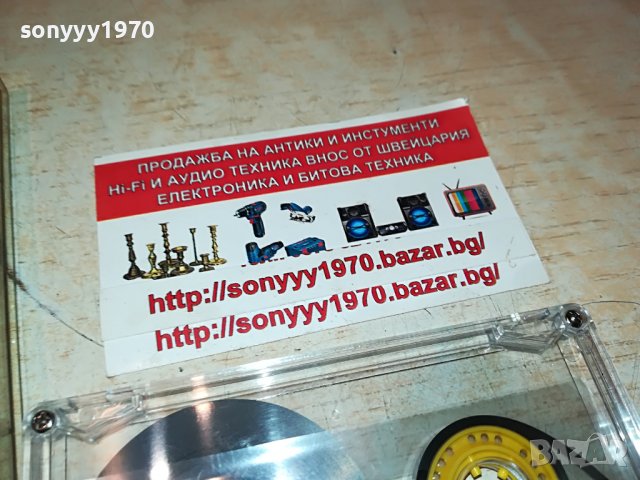 sonyyy1970
ПРОДАЖБА НА АНТИКИ И ИНСТУМЕНТИ
Hi-Fi И АУДИО ТЕХНИКА ВНОС ОТ ШВЕЙЦАРИЯ
ЕЛЕКТРОНИКА И БИТОВА ТЕХНИКА
http://sonyyy1970.bazar.bg/
http://sonyyy1970.bazar.bg/
BAZAR